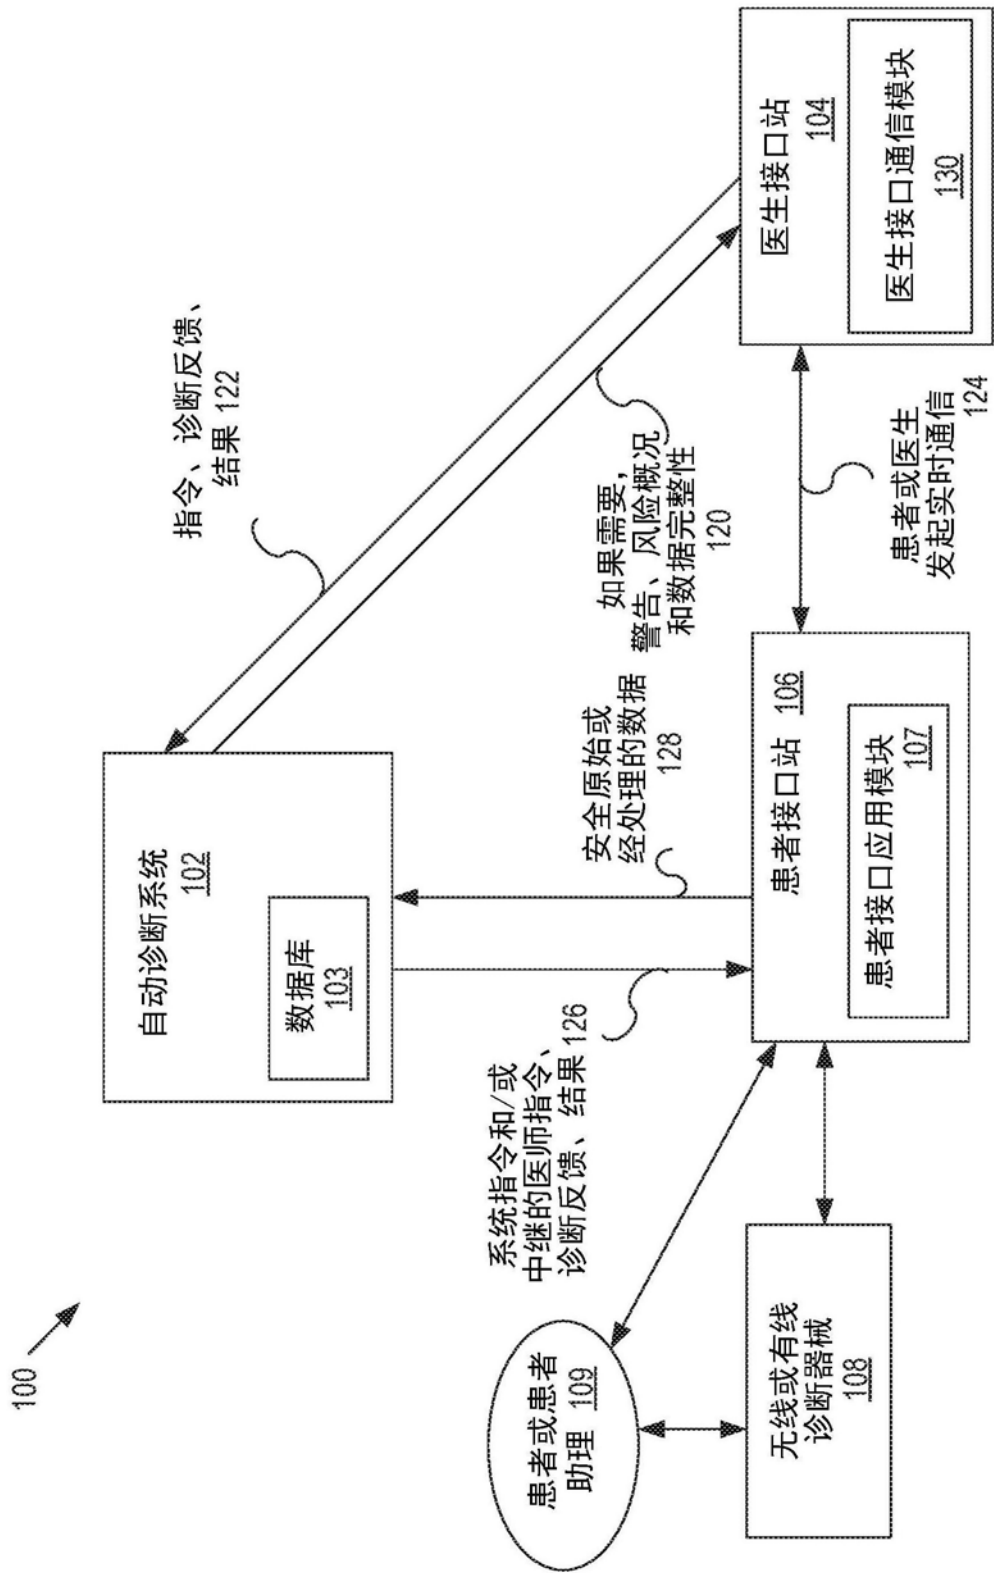 100
自动诊断系统
102
数据库
103
指令、诊断反馈、
结果 122
如果需要，
警告、风险概况
和数据完整性
120
医生接口站
104
医生接口通信模块
130
系统指令和/或
中继的医师指令、
诊断反馈、结果 126
安全原始或
经处理的数据
128
患者或医生
发起实时通信
124
患者或患者
助理 109
无线或有线
诊断器械
108
患者接口站 106
患者接口应用模块
107